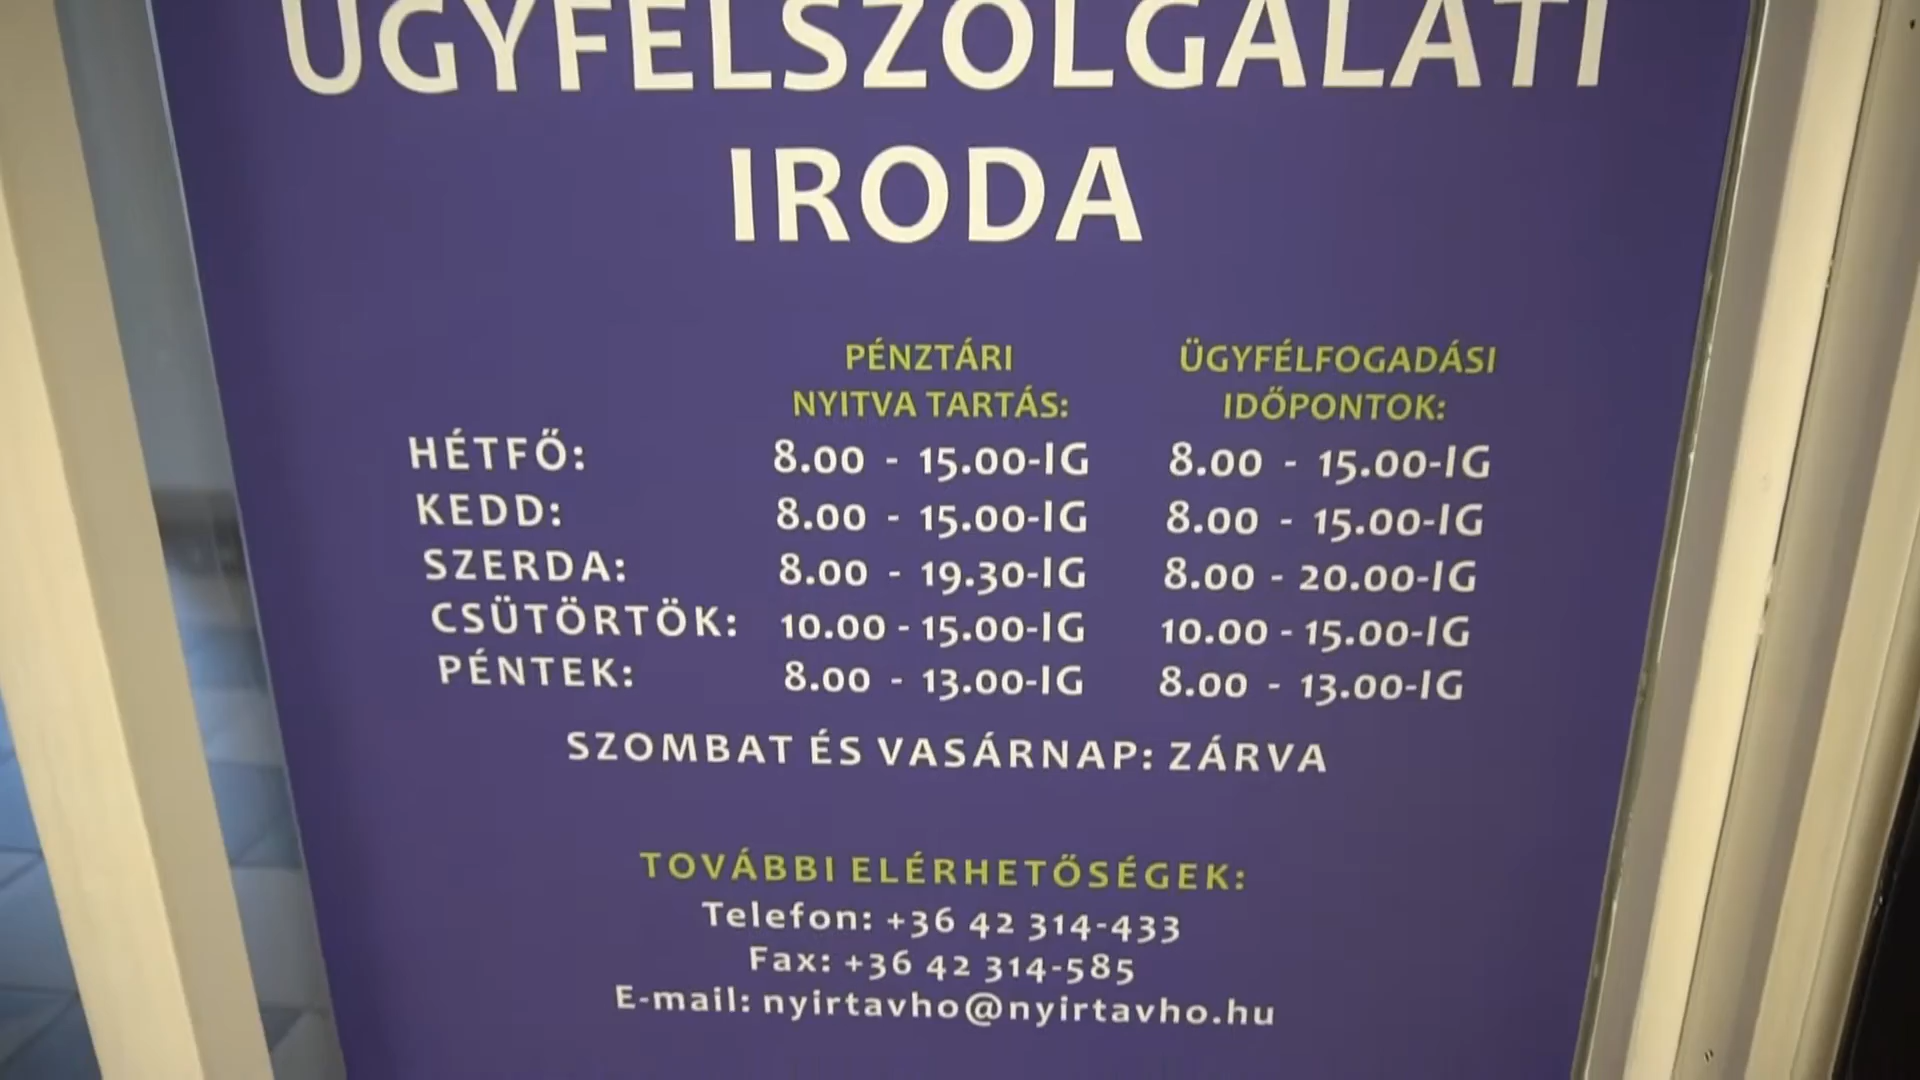 ÜGYFÉLSZOLGÁLATI
IRODA
PÉNZTÁRI NYITVA TARTÁS:
ÜGYFÉLFOGADÁSI IDŐPONTOK:
HÉTFŐ: 8.00 - 15.00-IG 8.00 - 15.00-IG
KEDD: 8.00 - 15.00-IG 8.00 - 15.00-IG
SZERDA: 8.00 - 19.30-IG 8.00 - 20.00-IG
CSÜTÖRTÖK: 10.00 - 15.00-IG 10.00 - 15.00-IG
PÉNTEK: 8.00 - 13.00-IG 8.00 - 13.00-IG
SZOMBAT ÉS VASÁRNAP: ZÁRVA
TOVÁBBI ELÉRHETŐSÉGEK:
Telefon: +36 42 314-433
Fax: +36 42 314-585
E-mail: nyirtavho@nyirtavho.hu